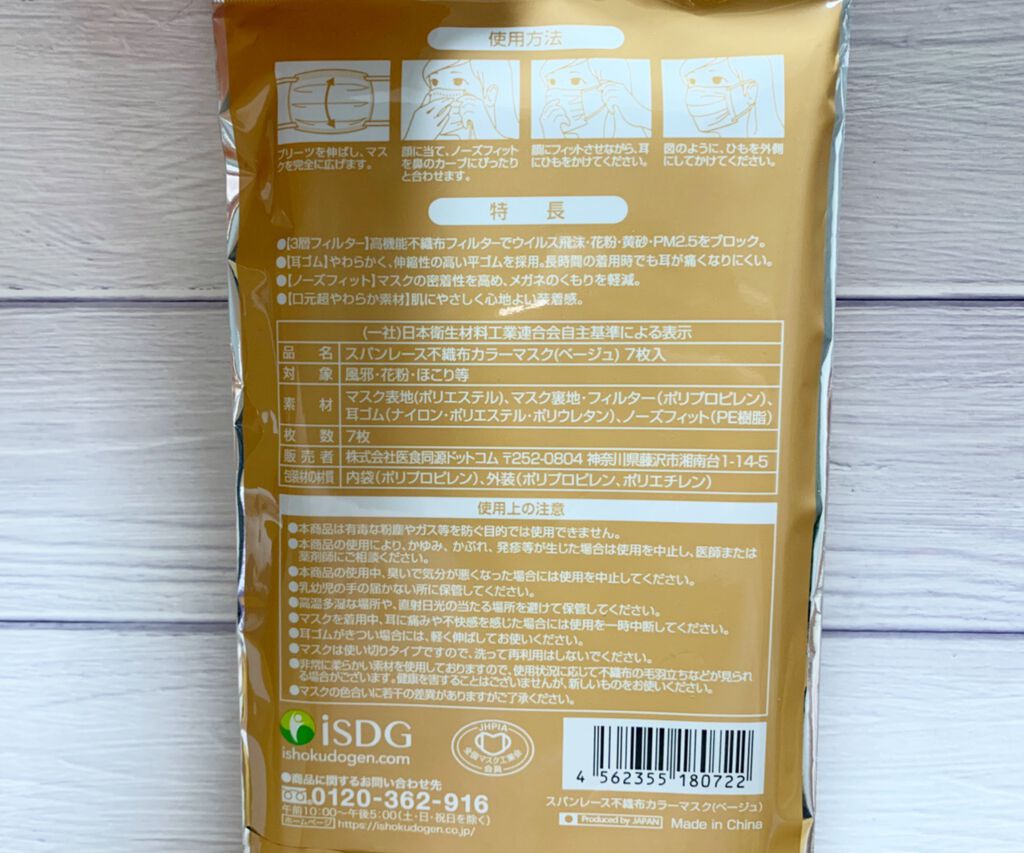 使用方法
プリーツを伸ばし、マス
クを完全に広げます。
顔に当て、ノーズフィット
を鼻のカーブにぴったり
と合わせます。
顔にフィットさせながら、耳
にひもをかけてください。
図のように、ひもを外側
にしてかけてください。
特 長
●【3層フィルター】高機能不織布フィルターでウイルス飛沫・花粉・黄砂・PM2.5をブロック。
●【耳ゴム】やわらかく、伸縮性の高い平ゴムを採用。長時間の着用時でも耳が痛くなりにくい。
●【ノーズフィット】マスクの密着性を高め、メガネのくもりを軽減。
●【口元超やわらか素材】肌にやさしく心地よい装着感。
(一社)日本衛生材料工業連合会自主基準による表示
品 名 スパンレース不織布カラーマスク(ベージュ) 7枚入
対 象 風邪・花粉・ほこり等
素 材 マスク表地(ポリエステル)、マスク裏地・フィルター(ポリプロピレン)、
耳ゴム(ナイロン・ポリエステル・ポリウレタン)、ノーズフィット(PE樹脂)
枚 数 7枚
販売者 株式会社医食同源ドットコム 〒252-0804 神奈川県藤沢市湘南台1-14-5
包装材の材質 内袋(ポリプロピレン)、外装(ポリプロピレン、ポリエチレン)
使用上の注意
●本商品は有毒な粉塵やガス等を防ぐ目的では使用できません。
●本商品の使用により、かゆみ、かぶれ、発疹等が生じた場合は使用を中止し、医師または
薬剤師にご相談ください。
●本商品の使用中、臭いで気分が悪くなった場合には使用を中止してください。
●乳幼児の手の届かない所に保管してください。
●高温多湿な場所や、直射日光の当たる場所を避けて保管してください。
●マスクを着用中、耳に痛みや不快感を感じた場合には使用を一時中断してください。
●耳ゴムがきつい場合には、軽く伸ばしてお使いください。
●マスクは使い切りタイプですので、洗って再利用はしないでください。
●非常に柔らかい素材を使用しておりますので、使用状況に応じて不織布の毛羽立ちなどが見られ
る場合がございます。健康を害することはございませんが、新しいものをお使いください。
●マスクの色合いに若干の差異がありますがご了承ください。
iSDG
ishokudogen.com
JHPIA
全国マスク工業会
会員
4 562355 180722
●商品に関するお問い合わせ先
0120-362-916
午前10:00～午後5:00(土・日・祝日を除く)
ホームページ https://ishokudogen.co.jp/
スパンレース不織布カラーマスク(ベージュ)
Produced by JAPAN Made in China